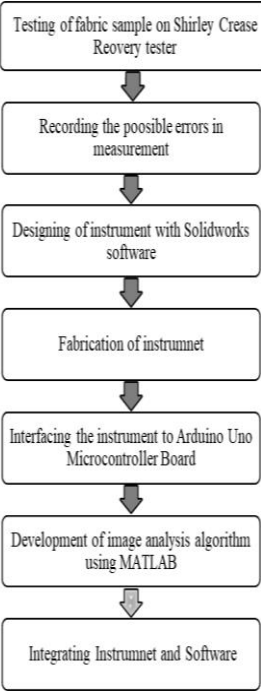 Testing of fabric sample on Shirley Crease
Reovery tester
Recording the poosible errors in
measurement
Designing of instrument with Solidworks
software
Fabrication of instrumnet
Interfacing the instrument to Arduino Uno
Microcontroller Board
Development of image analysis algorithm
using MATLAB
Integrating Instrumnet and Software